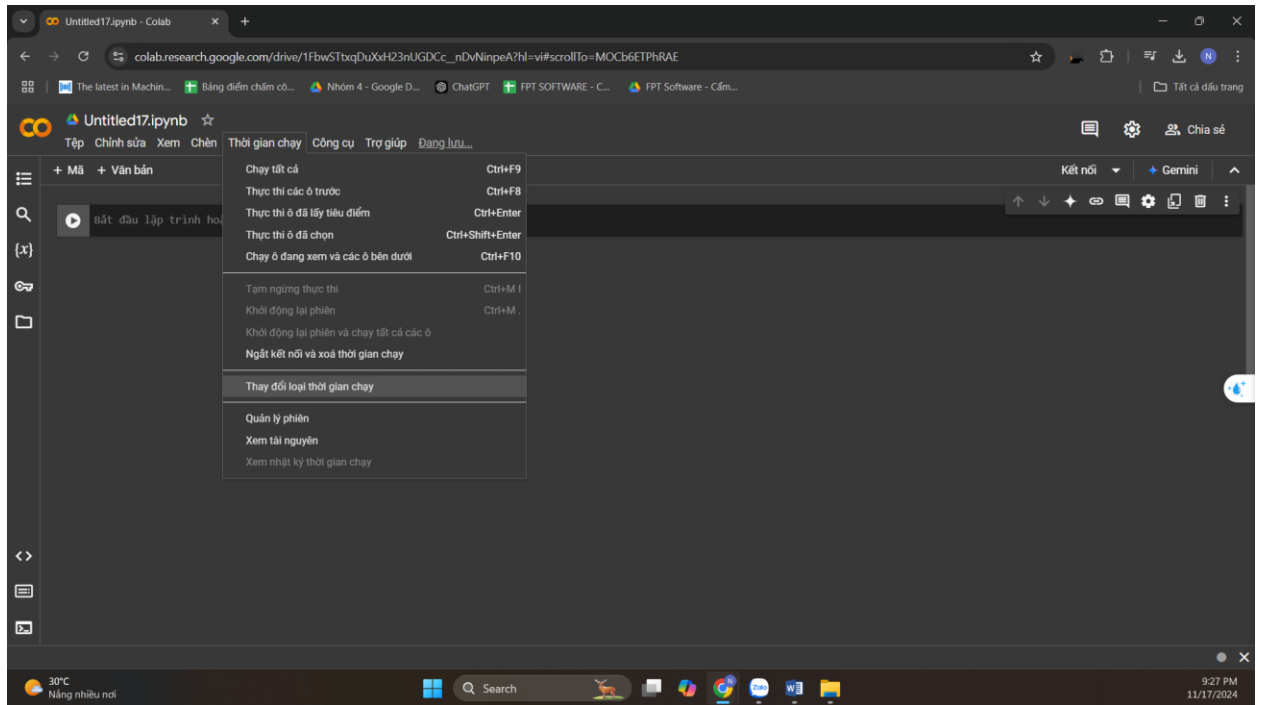 Untitled17.ipynb - Colab
colab.research.google.com/drive/1FbwSTtxqDuXxH23nUGDCc__nDvNinpeA?hl=vi#scrollTo=MOCb6ETPhRAE
N
The latest in Machin...
Bảng điểm chấm cô...
Nhóm 4 - Google D...
ChatGPT
FPT SOFTWARE - C...
FPT Software - Cẩm...
Tất cả dấu trang
Untitled17.ipynb
Chia sẻ
Tệp Chỉnh sửa Xem Chèn Thời gian chạy Công cụ Trợ giúp Đang lưu...
+ Mã + Văn bản
Kết nối
Gemini
Bắt đầu lập trình
Chạy tất cả Ctrl+F9
Thực thi các ô trước Ctrl+F8
Thực thi ô đã lấy tiêu điểm Ctrl+Enter
Thực thi ô đã chọn Ctrl+Shift+Enter
Chạy ô đang xem và các ô bên dưới Ctrl+F10
Tạm ngừng thực thi Ctrl+M I
Khởi động lại phiên Ctrl+M .
Khởi động lại phiên và chạy tất cả các ô
Ngắt kết nối và xoá thời gian chạy
Thay đổi loại thời gian chạy
Quản lý phiên
Xem tài nguyên
Xem nhật ký thời gian chạy
{x}
30°C
Nắng nhiều nơi
Search
Zalo
9:27 PM
11/17/2024